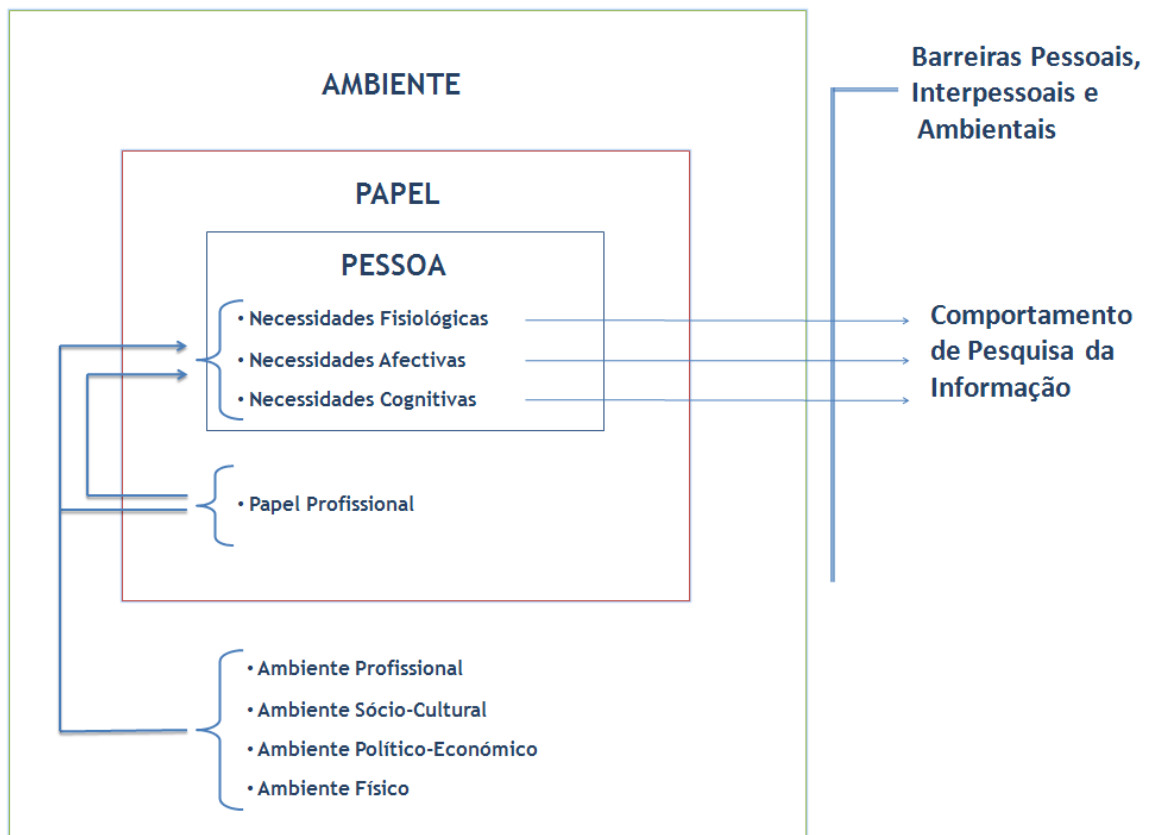 AMBIENTE
PAPEL
PESSOA
• Necessidades Fisiológicas
• Necessidades Afectivas
• Necessidades Cognitivas
• Papel Profissional
• Ambiente Profissional
• Ambiente Sócio-Cultural
• Ambiente Político-Económico
• Ambiente Físico
Barreiras Pessoais,
Interpessoais e
Ambientais
Comportamento
de Pesquisa da
Informação